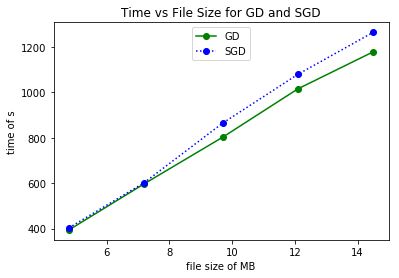 Time vs File Size for GD and SGD
GD
SGD
1200
1000
800
600
400
time of s
6 8 10 12 14
file size of MB